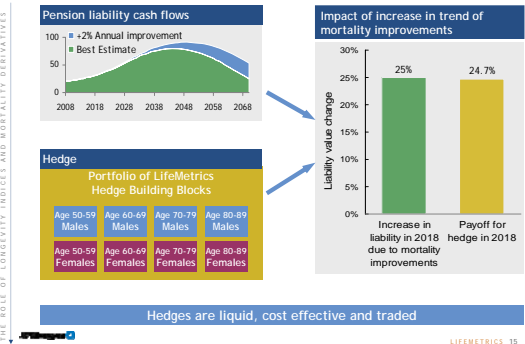 THE ROLE OF LONGEVITY INDICES AND MORTALITY DERIVATIVES
Pension liability cash flows
100
50
0
+2% Annual improvement
Best Estimate
2008 2018 2028 2038 2048 2058 2068
Hedge
Portfolio of LifeMetrics
Hedge Building Blocks
Age 50-59 Age 60-69 Age 70-79 Age 80-89
Males Males Males Males
Age 50-59 Age 60-69 Age 70-79 Age 80-89
Females Females Females Females
Impact of increase in trend of
mortality improvements
Liability value change
30%
25%
20%
15%
10%
5%
0%
25%
24.7%
Increase in
liability in 2018
due to mortality
improvements
Payoff for
hedge in 2018
Hedges are liquid, cost effective and traded
LIFEMETRICS 15